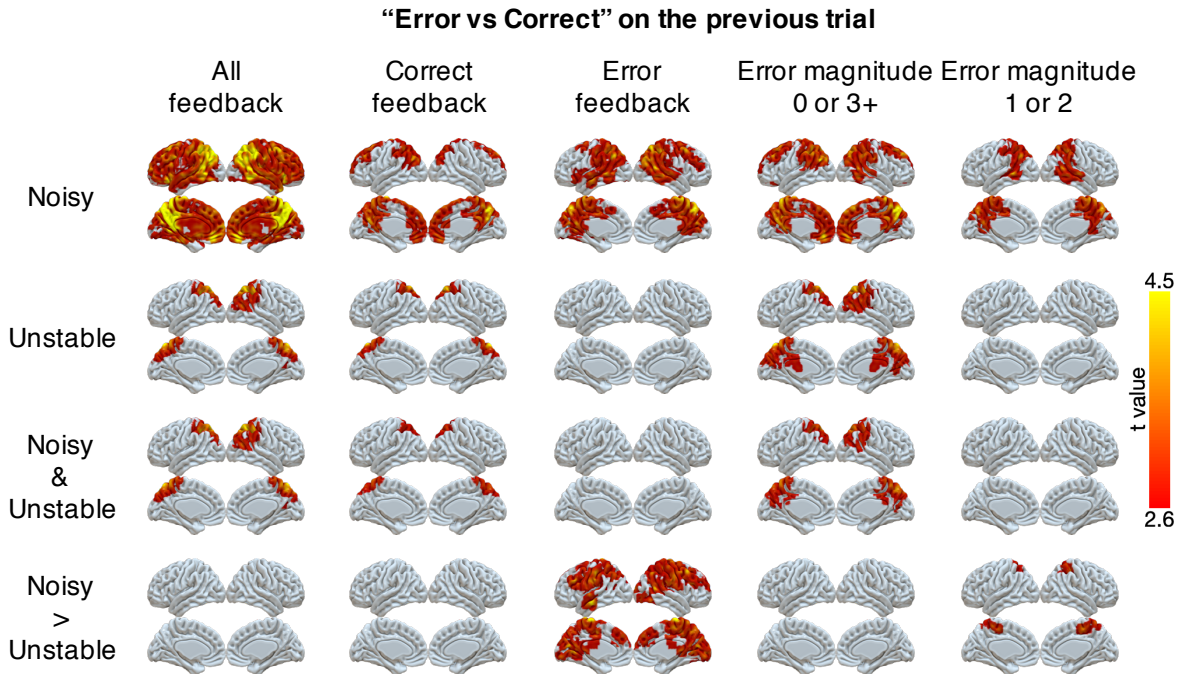 “Error vs Correct” on the previous trial
All
feedback
Correct
feedback
Error
feedback
Error magnitude
0 or 3+
Error magnitude
1 or 2
Noisy
Unstable
Noisy
&
Unstable
Noisy
>
Unstable
4.5
t value
2.6